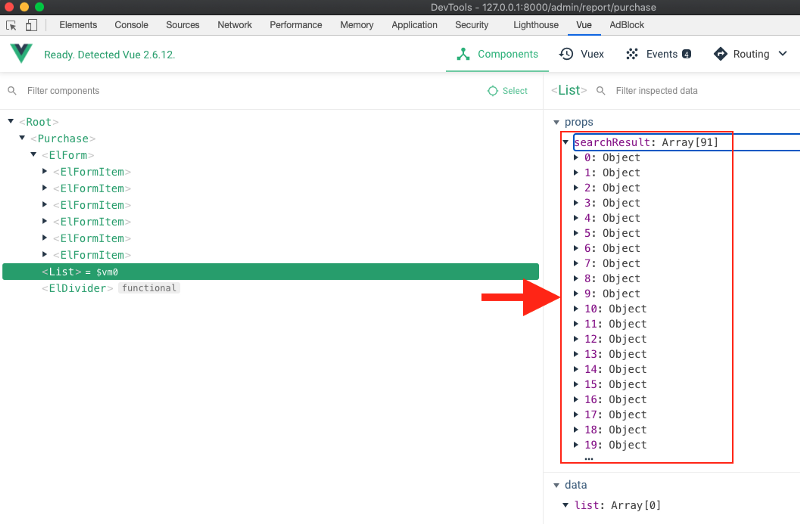 DevTools - 127.0.0.1:8000/admin/report/purchase
Elements Console Sources Network Performance Memory Application Security Lighthouse Vue AdBlock
Ready. Detected Vue 2.6.12.
Components Vuex Events 4 Routing
Filter components Select
<List> Filter inspected data
<Root>
<Purchase>
<ElForm>
<ElFormItem>
<ElFormItem>
<ElFormItem>
<ElFormItem>
<ElFormItem>
<ElFormItem>
<List> = $vm0
<ElDivider> functional
props
searchResult: Array[91]
0: Object
1: Object
2: Object
3: Object
4: Object
5: Object
6: Object
7: Object
8: Object
9: Object
10: Object
11: Object
12: Object
13: Object
14: Object
15: Object
16: Object
17: Object
18: Object
19: Object
…
data
list: Array[0]